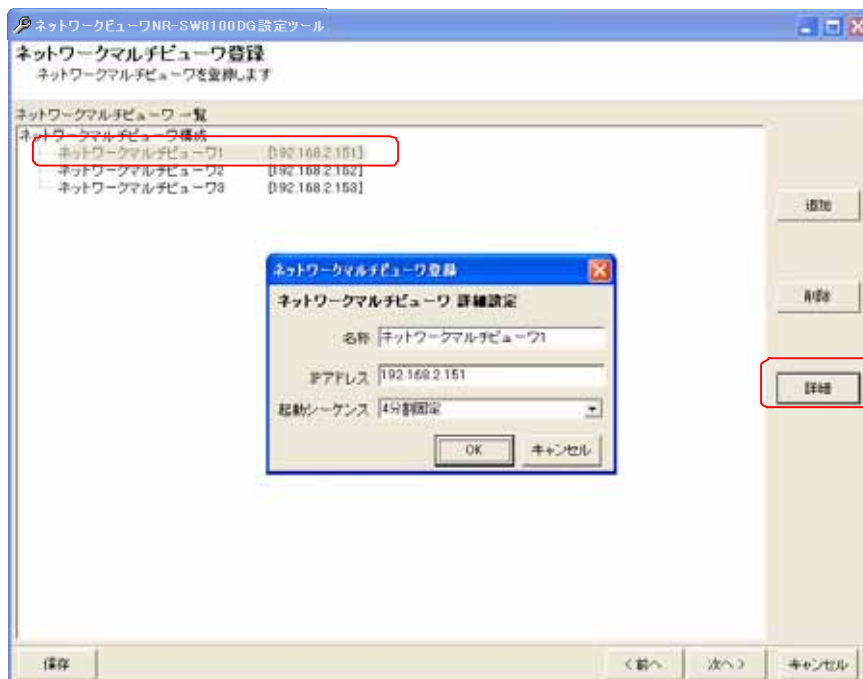 ネットワークビューワNR-SW8100DG設定ツール
ネットワークマルチビューワ登録
ネットワークマルチビューワを登録します
ネットワークマルチビューワ 一覧
ネットワークマルチビューワ構成
ネットワークマルチビューワ1 [192.168.2.151]
ネットワークマルチビューワ2 [192.168.2.152]
ネットワークマルチビューワ3 [192.168.2.153]
追加
削除
詳細
ネットワークマルチビューワ登録
ネットワークマルチビューワ 詳細設定
名称 ネットワークマルチビューワ1
IPアドレス 192.168.2.151
起動シーケンス 4分割固定
OK キャンセル
保存 <前へ 次へ> キャンセル